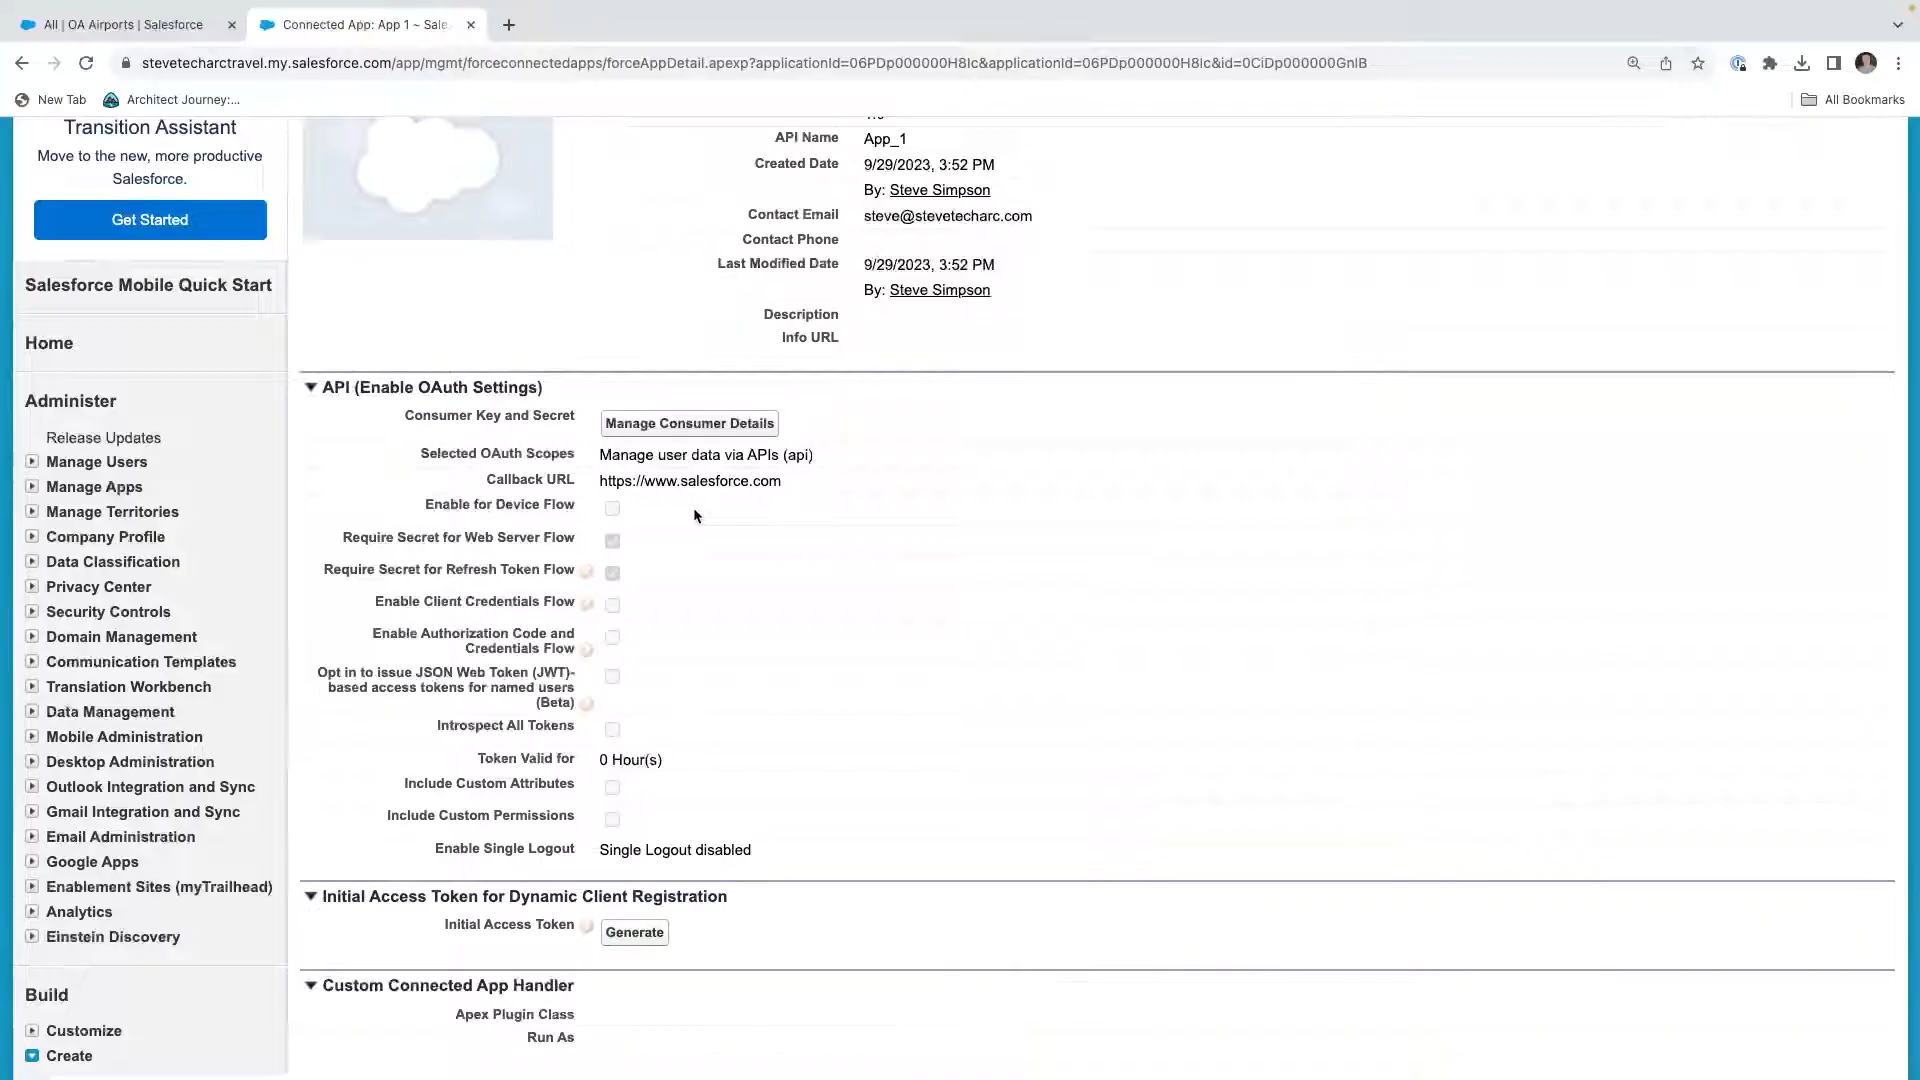 All | OA Airports | Salesforce
Connected App: App 1 ~ Sale
stevetecharctravel.my.salesforce.com/app/mgmt/forceconnectedapps/forceAppDetail.apexp?applicationId=06PDp000000H8lc&applicationId=06PDp000000H8lc&id=0CiDp000000GnlB
New Tab
Architect Journey:...
All Bookmarks
Transition Assistant
Move to the new, more productive
Salesforce.
Get Started
Salesforce Mobile Quick Start
Home
Administer
Release Updates
Manage Users
Manage Apps
Manage Territories
Company Profile
Data Classification
Privacy Center
Security Controls
Domain Management
Communication Templates
Translation Workbench
Data Management
Mobile Administration
Desktop Administration
Outlook Integration and Sync
Gmail Integration and Sync
Email Administration
Google Apps
Enablement Sites (myTrailhead)
Analytics
Einstein Discovery
Build
Customize
Create
API Name App_1
Created Date 9/29/2023, 3:52 PM
By: Steve Simpson
Contact Email steve@stevetecharc.com
Contact Phone
Last Modified Date 9/29/2023, 3:52 PM
By: Steve Simpson
Description
Info URL
API (Enable OAuth Settings)
Consumer Key and Secret Manage Consumer Details
Selected OAuth Scopes Manage user data via APIs (api)
Callback URL https://www.salesforce.com
Enable for Device Flow
Require Secret for Web Server Flow
Require Secret for Refresh Token Flow
Enable Client Credentials Flow
Enable Authorization Code and
Credentials Flow
Opt in to issue JSON Web Token (JWT)-
based access tokens for named users
(Beta)
Introspect All Tokens
Token Valid for 0 Hour(s)
Include Custom Attributes
Include Custom Permissions
Enable Single Logout Single Logout disabled
Initial Access Token for Dynamic Client Registration
Initial Access Token Generate
Custom Connected App Handler
Apex Plugin Class
Run As